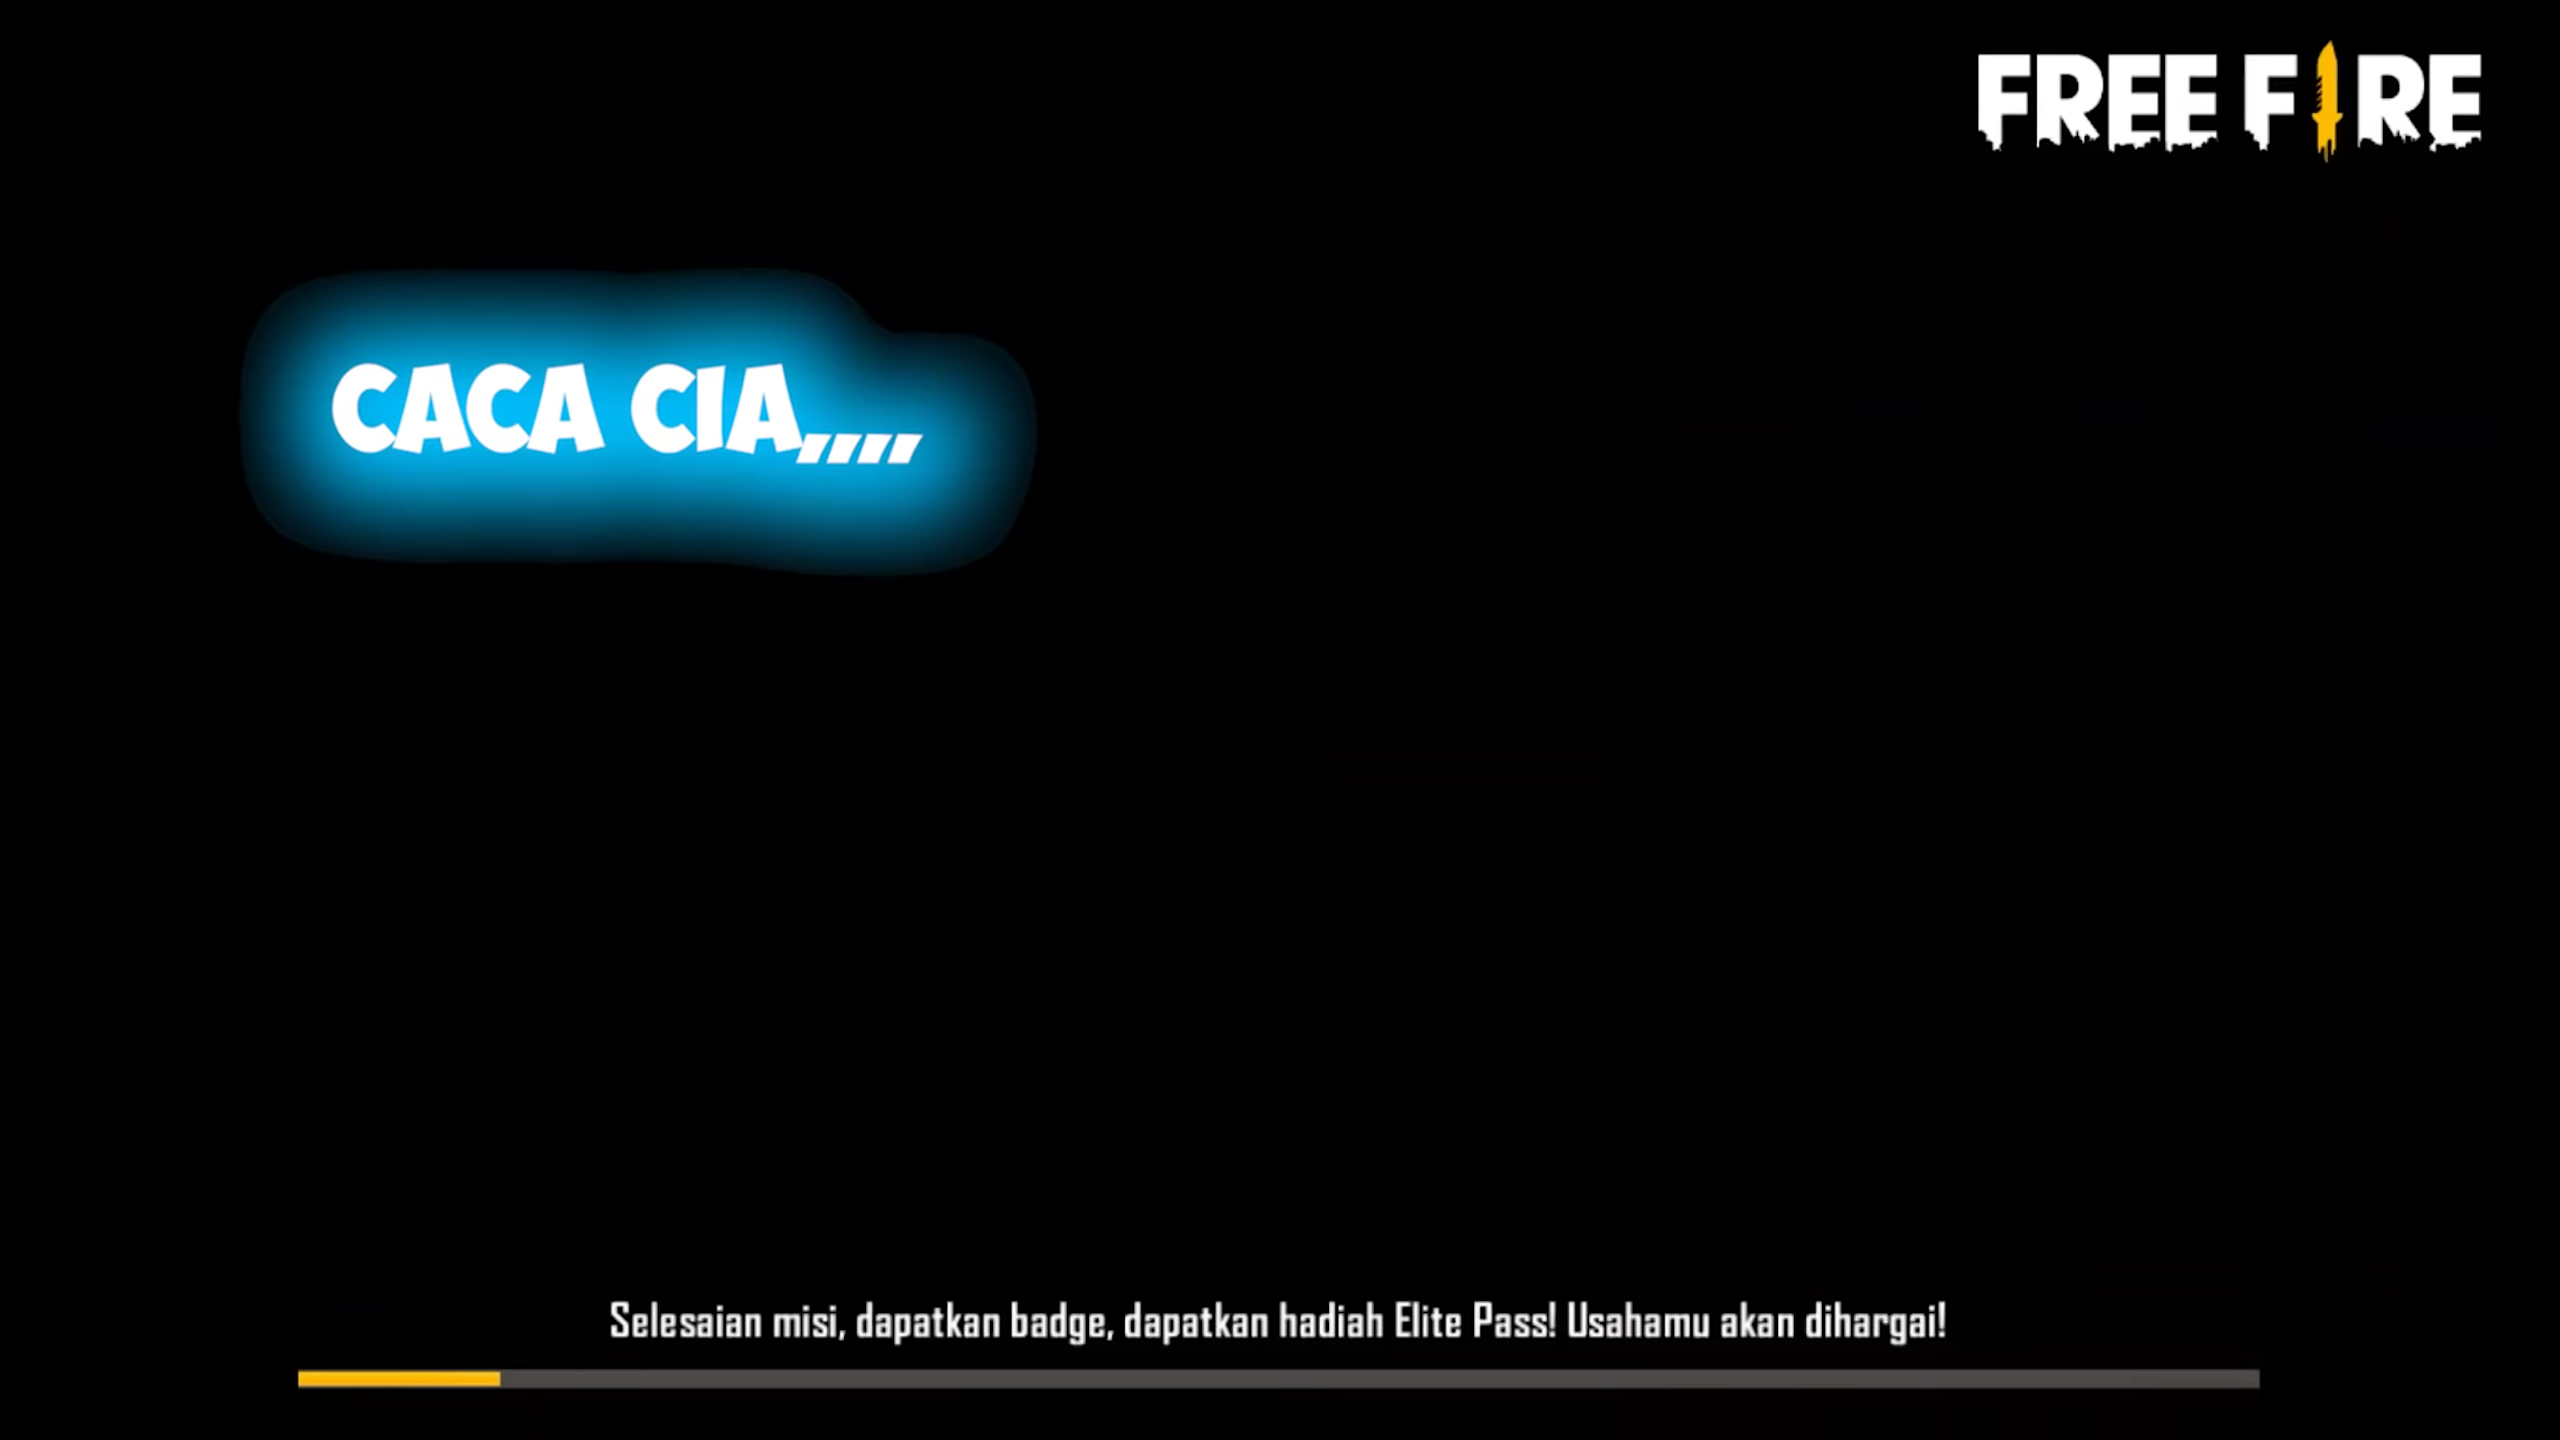 FREE FIRE
CACA CIA,,,,
Selesaian misi, dapatkan badge, dapatkan hadiah Elite Pass! Usahamu akan dihargai!